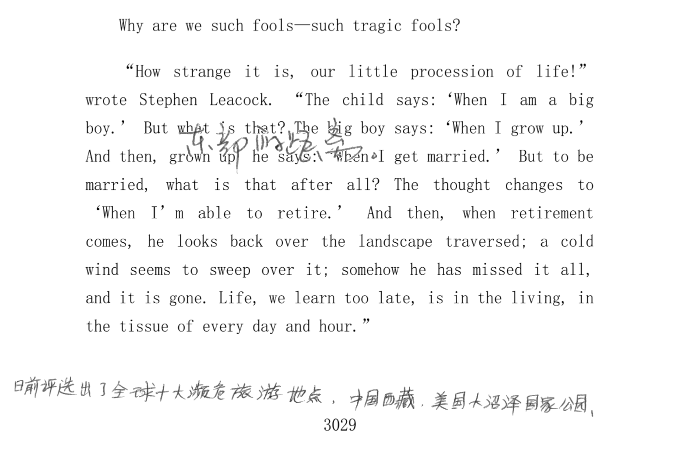 Why are we such fools—such tragic fools?
“How strange it is, our little procession of life!”
wrote Stephen Leacock. “The child says: ‘When I am a big
boy.’ But what is that? The big boy says: ‘When I grow up.’
And then, grown up, he says: ‘When I get married.’ But to be
married, what is that after all? The thought changes to
‘When I’m able to retire.’ And then, when retirement
comes, he looks back over the landscape traversed; a cold
wind seems to sweep over it; somehow he has missed it all,
and it is gone. Life, we learn too late, is in the living, in
the tissue of every day and hour.”
日前评选出了全球十大濒危旅游地点，中国西藏，美国大沼泽国家公园，
3029